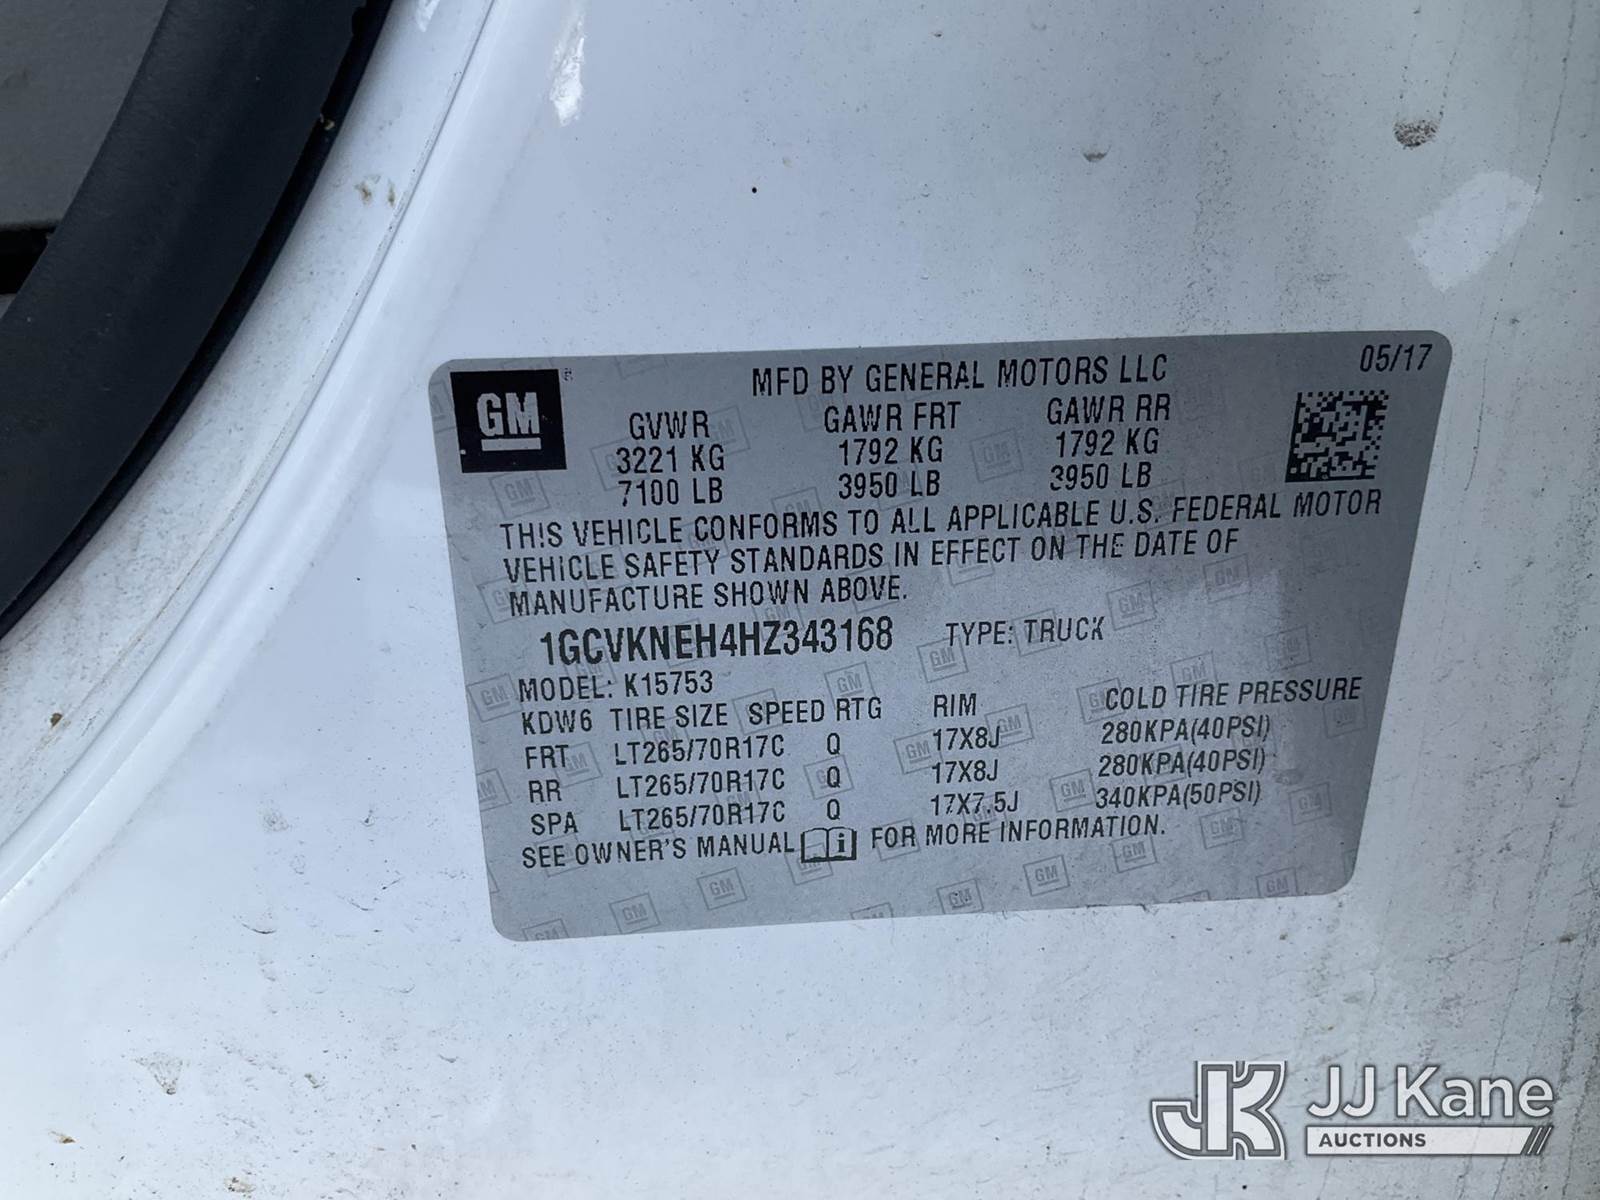 GM
MFD BY GENERAL MOTORS LLC 05/17
GVWR GAWR FRT GAWR RR
3221 KG 1792 KG 1792 KG
7100 LB 3950 LB 3950 LB
THIS VEHICLE CONFORMS TO ALL APPLICABLE U.S. FEDERAL MOTOR
VEHICLE SAFETY STANDARDS IN EFFECT ON THE DATE OF
MANUFACTURE SHOWN ABOVE.
1GCVKNEH4HZ343168 TYPE: TRUCK
MODEL: K15753
KDW6 TIRE SIZE SPEED RTG RIM COLD TIRE PRESSURE
FRT LT265/70R17C Q 17X8J 280KPA(40PSI)
RR LT265/70R17C Q 17X8J 280KPA(40PSI)
SPA LT265/70R17C Q 17X7.5J 340KPA(50PSI)
SEE OWNER'S MANUAL i FOR MORE INFORMATION.
JK JJ Kane
AUCTIONS